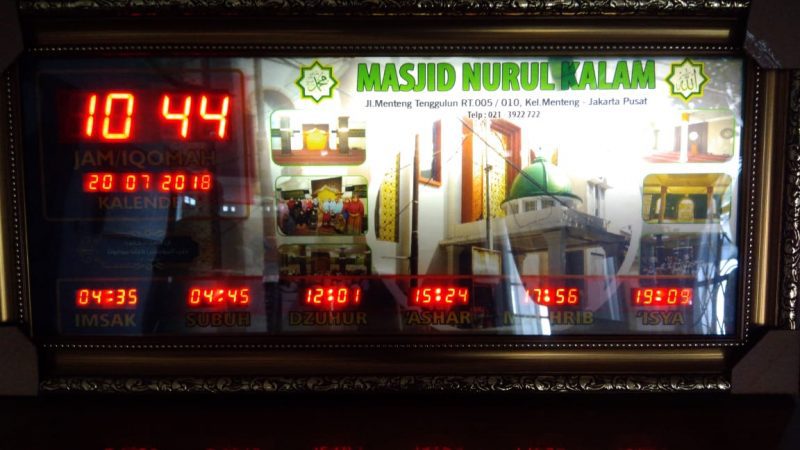 MASJID NURUL KALAM
Jl.Menteng Tenggulun RT.005 / 010, Kel.Menteng - Jakarta Pusat
Telp : 021 3922 722
10 44
JAM/IQOMAH
20 07 2018
KALENDER
04:35 04:45 12:01 15:24 17:56 19:09
IMSAK SUBUH DZUHUR 'ASHAR MAGHRIB 'ISYA